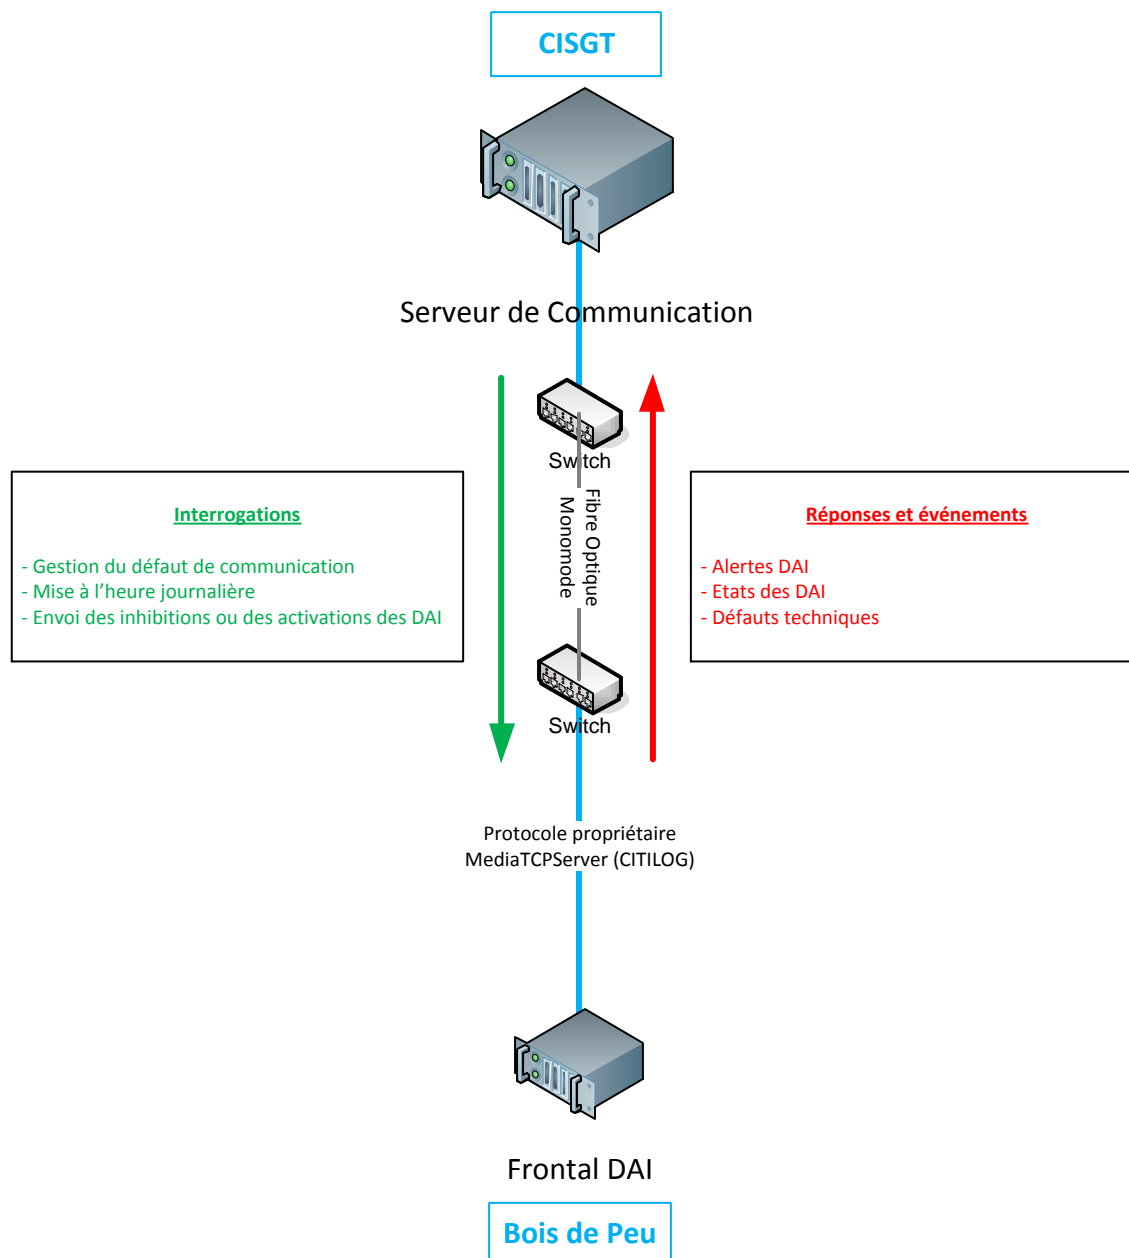 CISGT
Serveur de Communication
Switch
Interrogations
- Gestion du défaut de communication
- Mise à l’heure journalière
- Envoi des inhibitions ou des activations des DAI
Fibre Optique
Monomode
Réponses et événements
- Alertes DAI
- Etats des DAI
- Défauts techniques
Switch
Protocole propriétaire
MediaTCPServer (CITILOG)
Frontal DAI
Bois de Peu